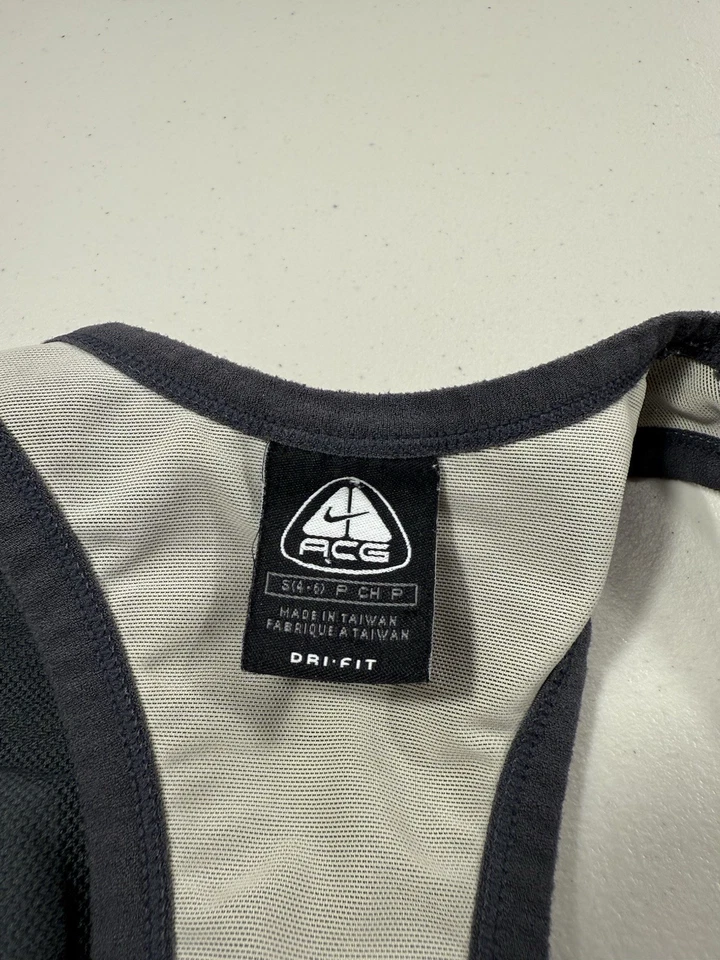 ACG
S(4-6) P CH P
MADE IN TAIWAN
FABRIQUE A TAIWAN
DRI·FIT